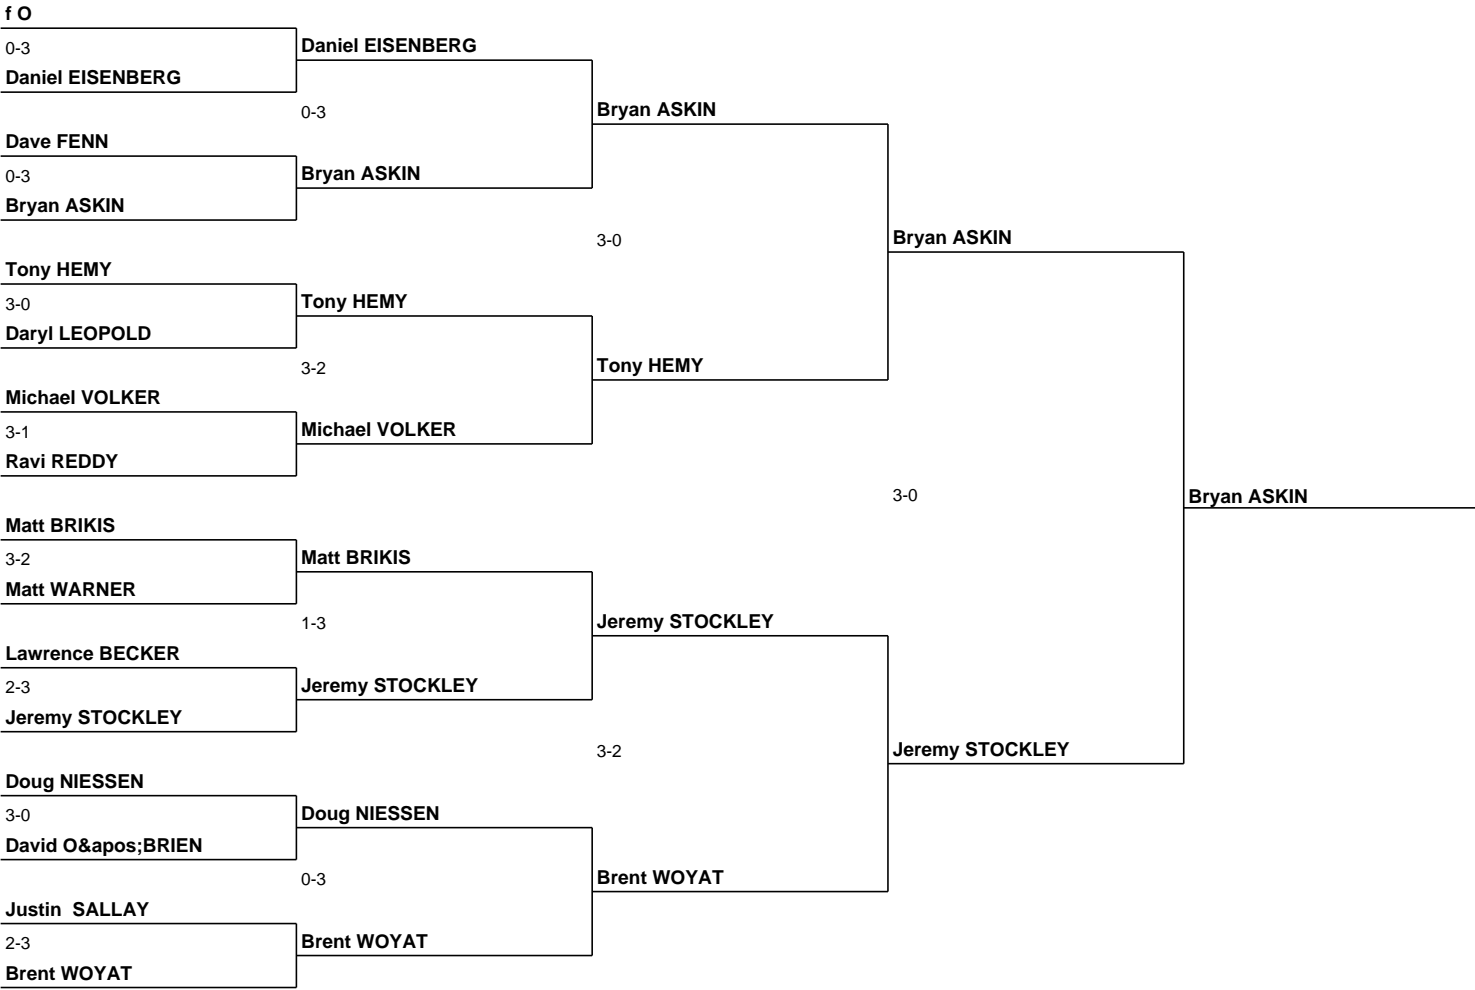 f O
0-3
Daniel EISENBERG
Dave FENN
0-3
Bryan ASKIN
Tony HEMY
3-0
Daryl LEOPOLD
Michael VOLKER
3-1
Ravi REDDY
Matt BRIKIS
3-2
Matt WARNER
Lawrence BECKER
2-3
Jeremy STOCKLEY
Doug NIESSEN
3-0
David O&apos;BRIEN
Justin  SALLAY
2-3
Brent WOYAT
Daniel EISENBERG
0-3
Bryan ASKIN
Tony HEMY
3-2
Michael VOLKER
Matt BRIKIS
1-3
Jeremy STOCKLEY
Doug NIESSEN
0-3
Brent WOYAT
Bryan ASKIN
3-0
Tony HEMY
Jeremy STOCKLEY
3-2
Brent WOYAT
Bryan ASKIN
3-0
Jeremy STOCKLEY
Bryan ASKIN